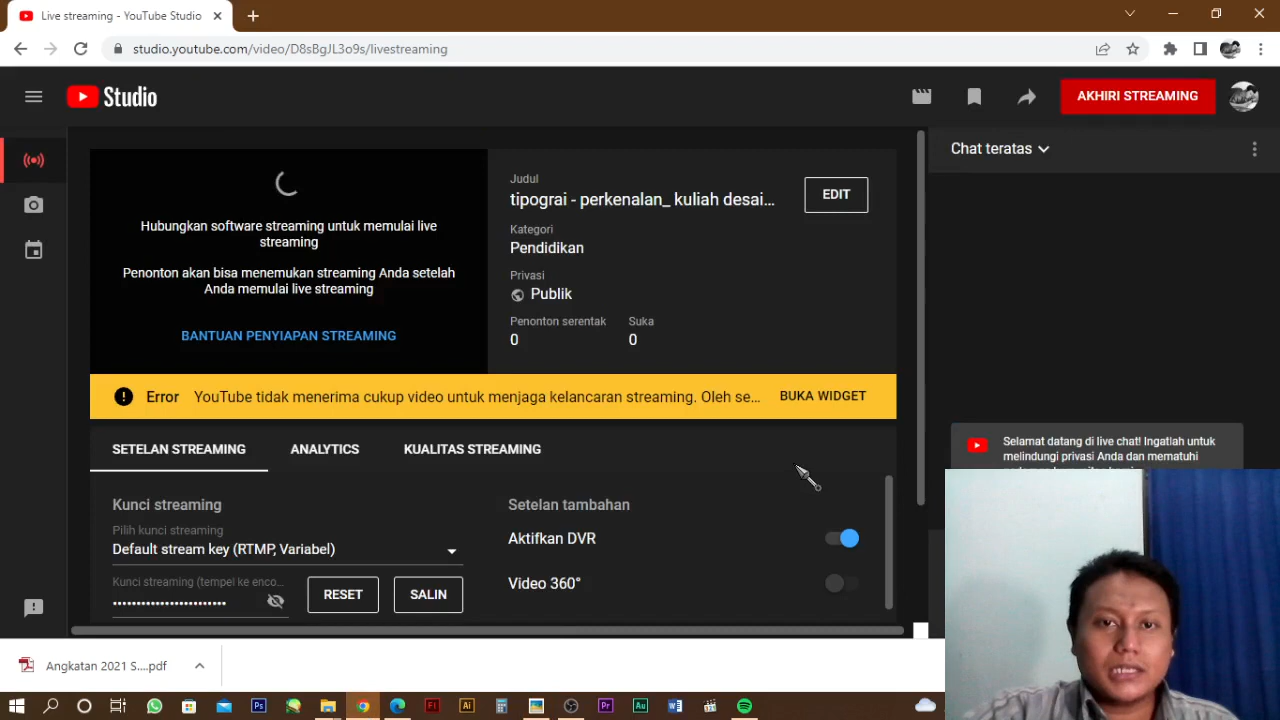 Live streaming - YouTube Studio
studio.youtube.com/video/D8sBgJL3o9s/livestreaming
Studio
AKHIRI STREAMING
Hubungkan software streaming untuk memulai live
streaming
Penonton akan bisa menemukan streaming Anda setelah
Anda memulai live streaming
BANTUAN PENYIAPAN STREAMING
Judul
tipograi - perkenalan_ kuliah desai...
EDIT
Kategori
Pendidikan
Privasi
Publik
Penonton serentak Suka
0 0
Error YouTube tidak menerima cukup video untuk menjaga kelancaran streaming. Oleh se... BUKA WIDGET
SETELAN STREAMING ANALYTICS KUALITAS STREAMING
Kunci streaming
Pilih kunci streaming
Default stream key (RTMP, Variabel)
Kunci streaming (tempel ke enco...
RESET SALIN
Setelan tambahan
Aktifkan DVR
Video 360°
Chat teratas
Selamat datang di live chat! Ingatlah untuk
melindungi privasi Anda dan mematuhi
Angkatan 2021 S....pdf
Ps
Fl
Ai
Pr
Au